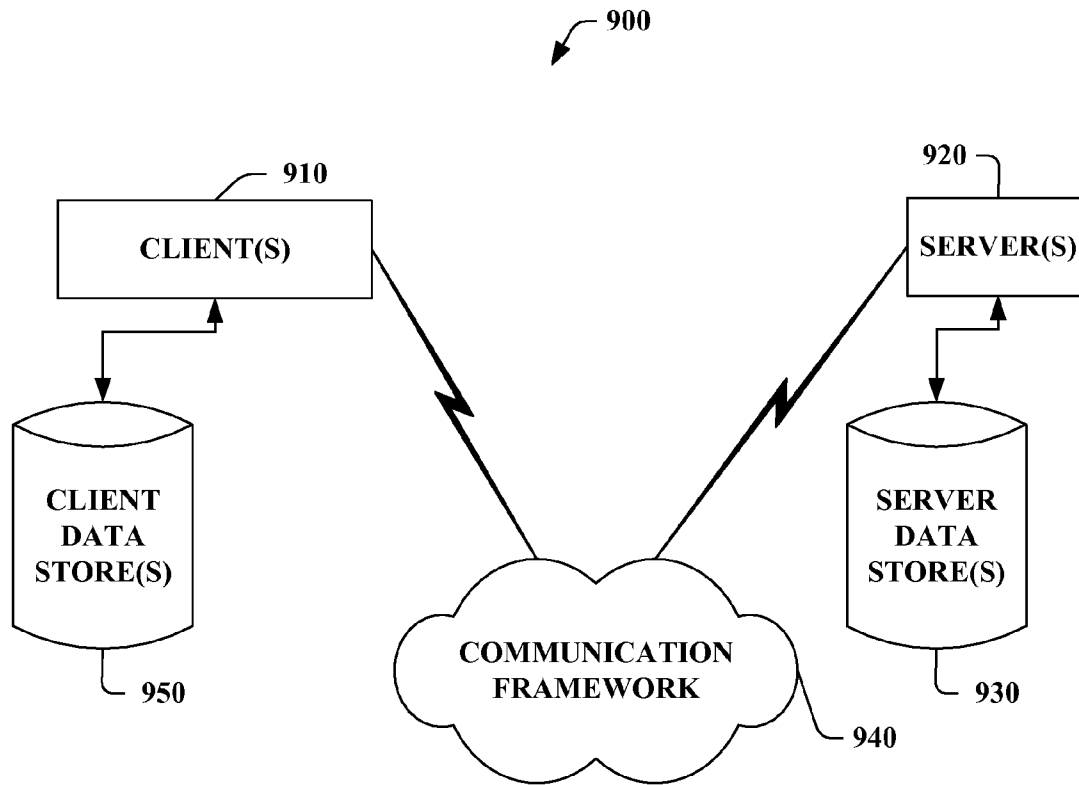 900
910
920
CLIENT(S)
SERVER(S)
CLIENT
DATA
STORE(S)
SERVER
DATA
STORE(S)
COMMUNICATION
FRAMEWORK
950
930
940